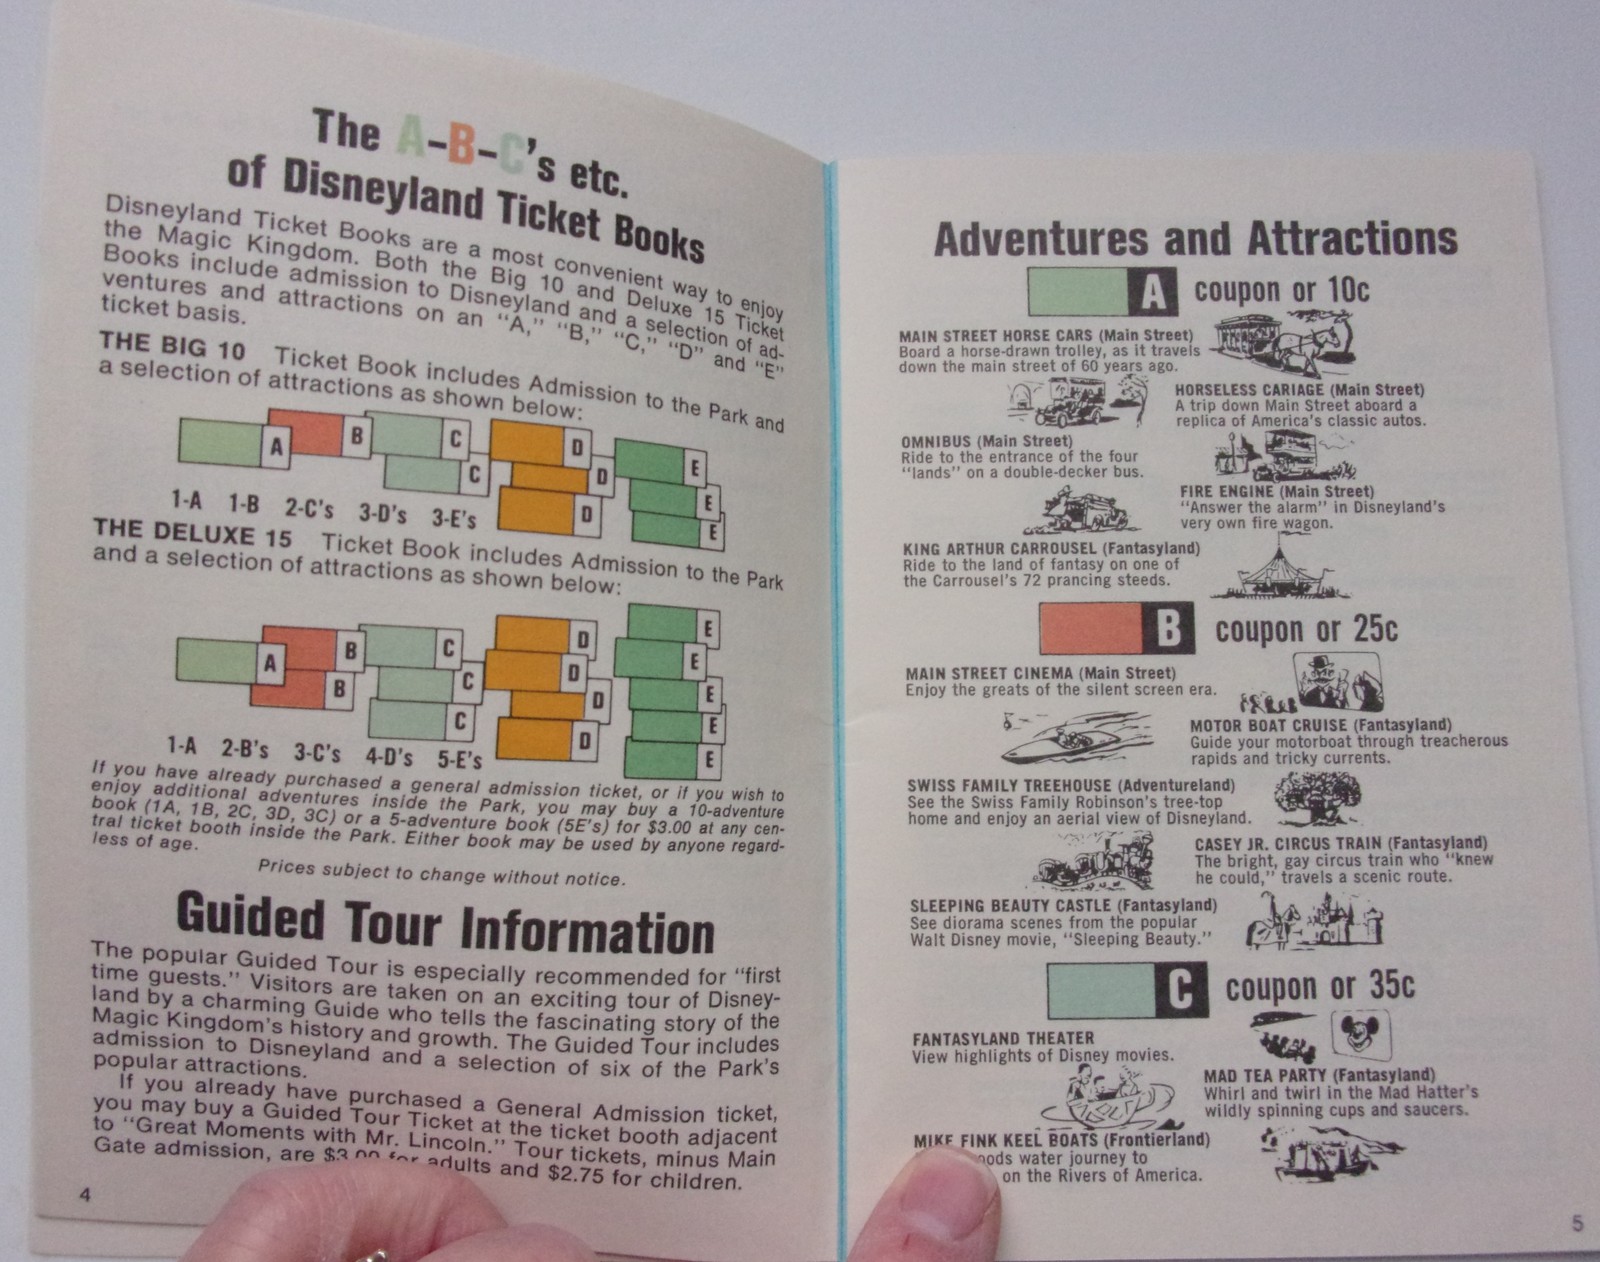 The A-B-C's etc.
of Disneyland Ticket Books
Disneyland Ticket Books are a most convenient way to enjoy
the Magic Kingdom. Both the Big 10 and Deluxe 15 Ticket
Books include admission to Disneyland and a selection of ad-
ventures and attractions on an "A," "B," "C," "D" and "E"
ticket basis.
THE BIG 10 Ticket Book includes Admission to the Park and
a selection of attractions as shown below:
A B C D E
C D E
D E
1-A 1-B 2-C's 3-D's 3-E's
THE DELUXE 15 Ticket Book includes Admission to the Park
and a selection of attractions as shown below:
A B C D E
B C D E
C D E
D E
E
1-A 2-B's 3-C's 4-D's 5-E's
If you have already purchased a general admission ticket, or if you wish to
enjoy additional adventures inside the Park, you may buy a 10-adventure
book (1A, 1B, 2C, 3D, 3C) or a 5-adventure book (5E's) for $3.00 at any cen-
tral ticket booth inside the Park. Either book may be used by anyone regard-
less of age.
Prices subject to change without notice.
Guided Tour Information
The popular Guided Tour is especially recommended for "first
time guests." Visitors are taken on an exciting tour of Disney-
land by a charming Guide who tells the fascinating story of the
Magic Kingdom's history and growth. The Guided Tour includes
admission to Disneyland and a selection of six of the Park's
popular attractions.
If you already have purchased a General Admission ticket,
you may buy a Guided Tour Ticket at the ticket booth adjacent
to "Great Moments with Mr. Lincoln." Tour tickets, minus Main
Gate admission, are $3.00 for adults and $2.75 for children.
4
Adventures and Attractions
A coupon or 10c
MAIN STREET HORSE CARS (Main Street)
Board a horse-drawn trolley, as it travels
down the main street of 60 years ago.
HORSELESS CARIAGE (Main Street)
A trip down Main Street aboard a
replica of America's classic autos.
OMNIBUS (Main Street)
Ride to the entrance of the four
"lands" on a double-decker bus.
FIRE ENGINE (Main Street)
"Answer the alarm" in Disneyland's
very own fire wagon.
KING ARTHUR CARROUSEL (Fantasyland)
Ride to the land of fantasy on one of
the Carrousel's 72 prancing steeds.
B coupon or 25c
MAIN STREET CINEMA (Main Street)
Enjoy the greats of the silent screen era.
MOTOR BOAT CRUISE (Fantasyland)
Guide your motorboat through treacherous
rapids and tricky currents.
SWISS FAMILY TREEHOUSE (Adventureland)
See the Swiss Family Robinson's tree-top
home and enjoy an aerial view of Disneyland.
CASEY JR. CIRCUS TRAIN (Fantasyland)
The bright, gay circus train who "knew
he could," travels a scenic route.
SLEEPING BEAUTY CASTLE (Fantasyland)
See diorama scenes from the popular
Walt Disney movie, "Sleeping Beauty."
C coupon or 35c
FANTASYLAND THEATER
View highlights of Disney movies.
MAD TEA PARTY (Fantasyland)
Whirl and twirl in the Mad Hatter's
wildly spinning cups and saucers.
MIKE FINK KEEL BOATS (Frontierland)
water journey to
on the Rivers of America.
5